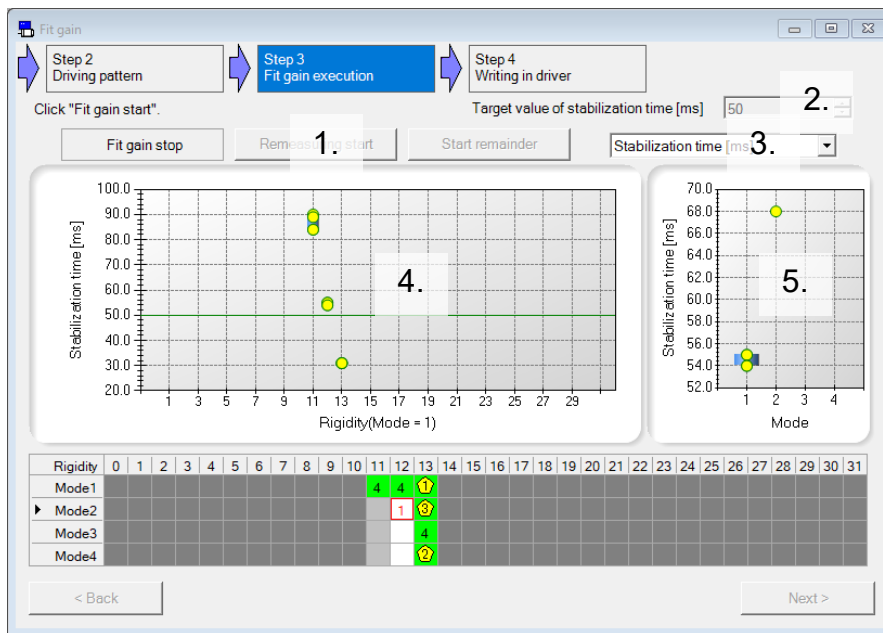 Fit gain
Step 2
Driving pattern
Step 3
Fit gain execution
Step 4
Writing in driver
Click "Fit gain start".
Target value of stabilization time [ms]
50
2.
Fit gain stop
Remeasuring start
1.
Start remainder
Stabilization time [ms]
3.
Stabilization time [ms]
100.0
90.0
80.0
70.0
60.0
50.0
40.0
30.0
20.0
1 3 5 7 9 11 13 15 17 19 21 23 25 27 29
Rigidity(Mode = 1)
4.
Stabilization time [ms]
70.0
68.0
66.0
64.0
62.0
60.0
58.0
56.0
54.0
52.0
1 2 3 4
Mode
5.
Rigidity 0 1 2 3 4 5 6 7 8 9 10 11 12 13 14 15 16 17 18 19 20 21 22 23 24 25 26 27 28 29 30 31
Mode1 4 4 1
Mode2 1 3
Mode3 4
Mode4 2
< Back
Next >